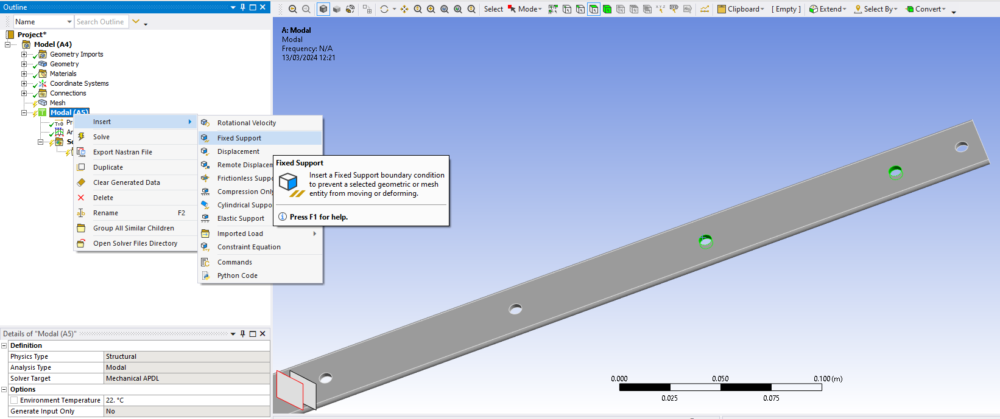 Outline
Name
Search Outline
Project*
Model (A4)
Geometry Imports
Geometry
Materials
Coordinate Systems
Connections
Mesh
Modal (A5)
T=0 Pr
Ar
So
Insert
Solve
Export Nastran File
Duplicate
Clear Generated Data
Delete
Rename F2
Group All Similar Children
Open Solver Files Directory
Rotational Velocity
Fixed Support
Displacement
Remote Displacem
Frictionless Suppo
Compression Only
Cylindrical Suppo
Elastic Support
Imported Load
Constraint Equation
Commands
Python Code
Fixed Support
Insert a Fixed Support boundary condition
to prevent a selected geometric or mesh
entity from moving or deforming.
Press F1 for help.
Details of "Modal (A5)"
Definition
Physics Type Structural
Analysis Type Modal
Solver Target Mechanical APDL
Options
Environment Temperature 22. °C
Generate Input Only No
Select Mode Clipboard [ Empty ] Extend Select By Convert
A: Modal
Modal
Frequency: N/A
13/03/2024 12:21
0.000 0.050 0.100 (m)
0.025 0.075